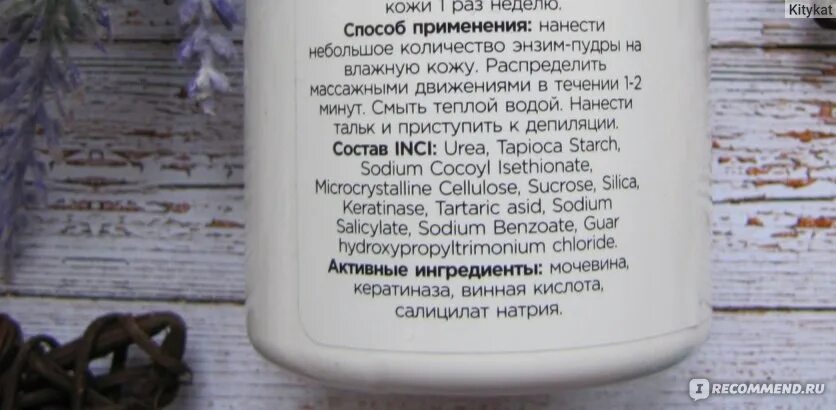 Kitykat
кожи 1 раз неделю.
Способ применения: нанести
небольшое количество энзим-пудры на
влажную кожу. Распределить
массажными движениями в течении 1-2
минут. Смыть теплой водой. Нанести
тальк и приступить к депиляции.
Состав INCI: Urea, Tapioca Starch,
Sodium Cocoyl Isethionate,
Microcrystalline Cellulose, Sucrose, Silica,
Keratinase, Tartaric asid, Sodium
Salicylate, Sodium Benzoate, Guar
hydroxypropyltrimonium chloride.
Активные ингредиенты: мочевина,
кератиназа, винная кислота,
салицилат натрия.
I RECOMMEND.RU